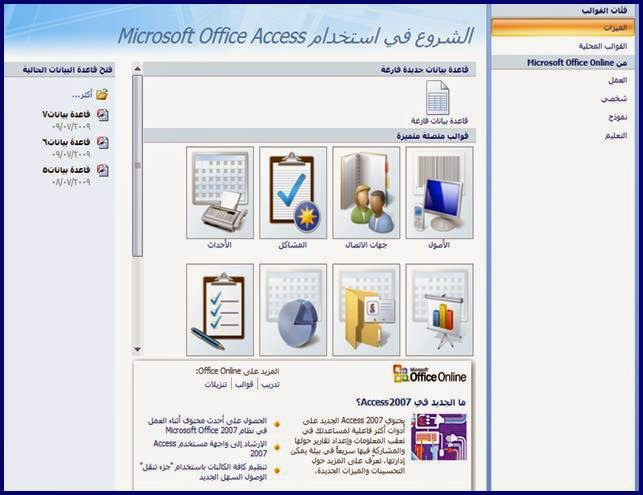 الشروع في استخدام Microsoft Office Access
فئات القوالب
الميزات
القوالب المحلية
من Microsoft Office Online
العمل
شخصي
نموذج
التعليم
قاعدة بيانات جديدة فارغة
قاعدة بيانات فارغة
قوالب متصلة متميزة
الأصول
جهات الاتصال
المشاكل
الأحداث
فتح قاعدة البيانات الحالية
أكثر...
قاعدة بيانات٧
٠٩/٠٧/٢٠٠٩
قاعدة بيانات٦
٠٩/٠٧/٢٠٠٩
قاعدة بيانات٥
٠٨/٠٧/٢٠٠٩
Microsoft
Office Online
المزيد على Office Online:
تدريب | قوالب | تنزيلات
ما الجديد في Access2007؟
يحتوي Access 2007 الجديد على
أدوات أكثر فاعلية لمساعدتك في
تعقب المعلومات وإعداد تقارير حولها
والمشاركة فيها سريعاً في بيئة يمكن
إدارتها. تعرف على المزيد حول
التحسينات والميزات الجديدة.
الحصول على أحدث محتوى أثناء العمل
في نظام Microsoft Office 2007
الإرشاد إلى واجهة مستخدم Access
2007
تنظيم كافة الكائنات باستخدام "جزء تنقل"
الوصول السهل الجديد